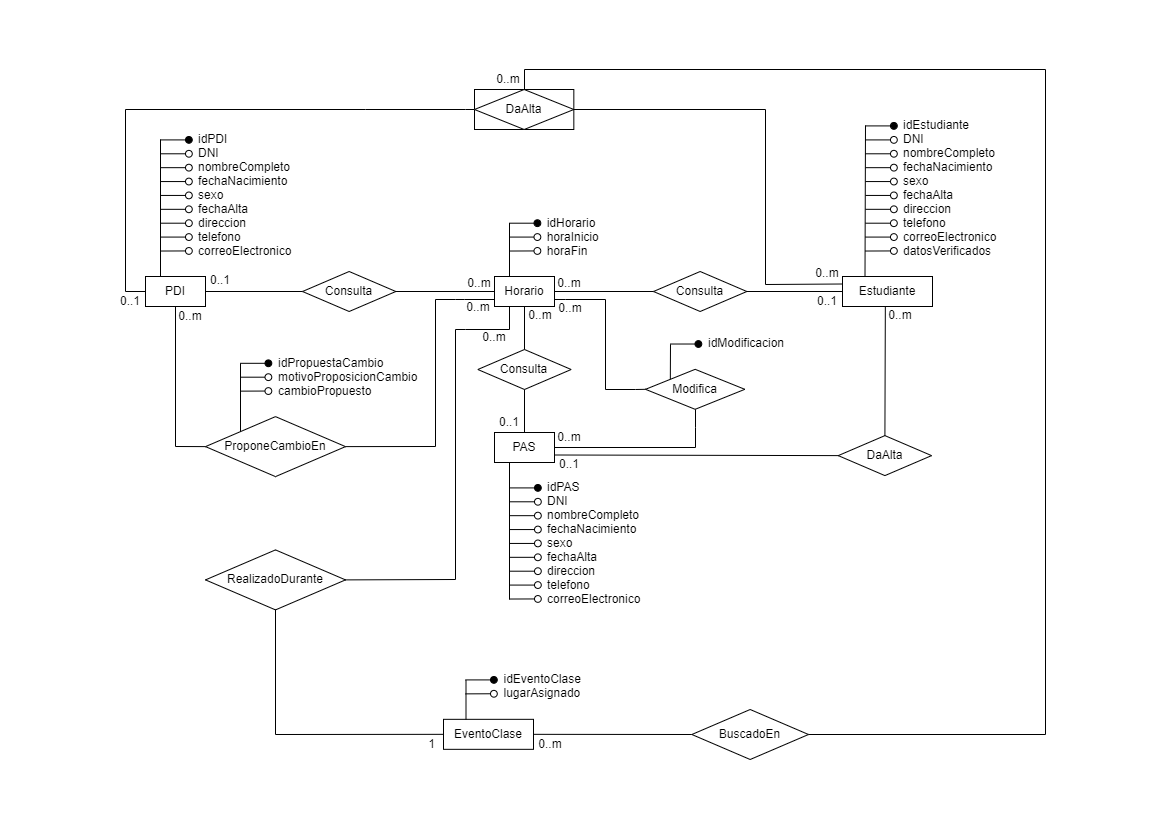 0..m
DaAlta
idPDI
DNI
nombreCompleto
fechaNacimiento
sexo
fechaAlta
direccion
telefono
correoElectronico
idEstudiante
DNI
nombreCompleto
fechaNacimiento
sexo
fechaAlta
direccion
telefono
correoElectronico
datosVerificados
idHorario
horaInicio
horaFin
0..1
PDI
0..1
0..m
Consulta
0..m
Horario
0..m
0..m
0..m
0..m
0..m
Consulta
0..m
0..1
Estudiante
0..m
idPropuestaCambio
motivoProposicionCambio
cambioPropuesto
ProponeCambioEn
Consulta
idModificacion
Modifica
0..1
PAS
0..m
0..1
DaAlta
idPAS
DNI
nombreCompleto
fechaNacimiento
sexo
fechaAlta
direccion
telefono
correoElectronico
RealizadoDurante
idEventoClase
lugarAsignado
1
EventoClase
0..m
BuscadoEn